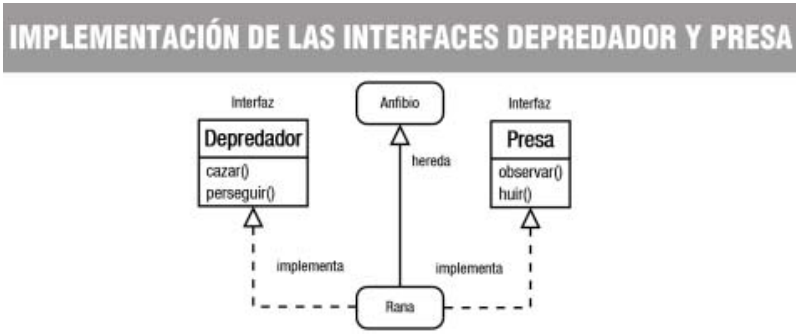 IMPLEMENTACIÓN DE LAS INTERFACES DEPREDADOR Y PRESA
Interfaz
Depredador
cazar()
perseguir()
Anfibio
hereda
Interfaz
Presa
observar()
huir()
implementa
implementa
Rana